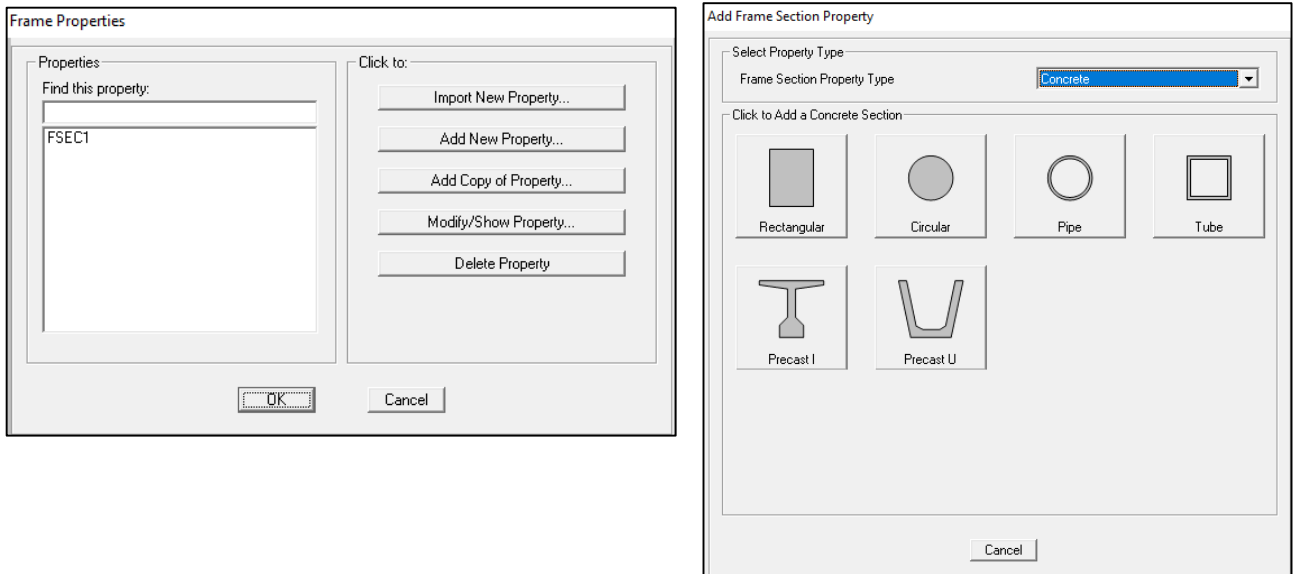 Frame Properties
Properties
Find this property:
FSEC1
Click to:
Import New Property...
Add New Property...
Add Copy of Property...
Modify/Show Property...
Delete Property
OK
Cancel
Add Frame Section Property
Select Property Type
Frame Section Property Type
Concrete
Click to Add a Concrete Section
Rectangular
Circular
Pipe
Tube
Precast I
Precast U
Cancel